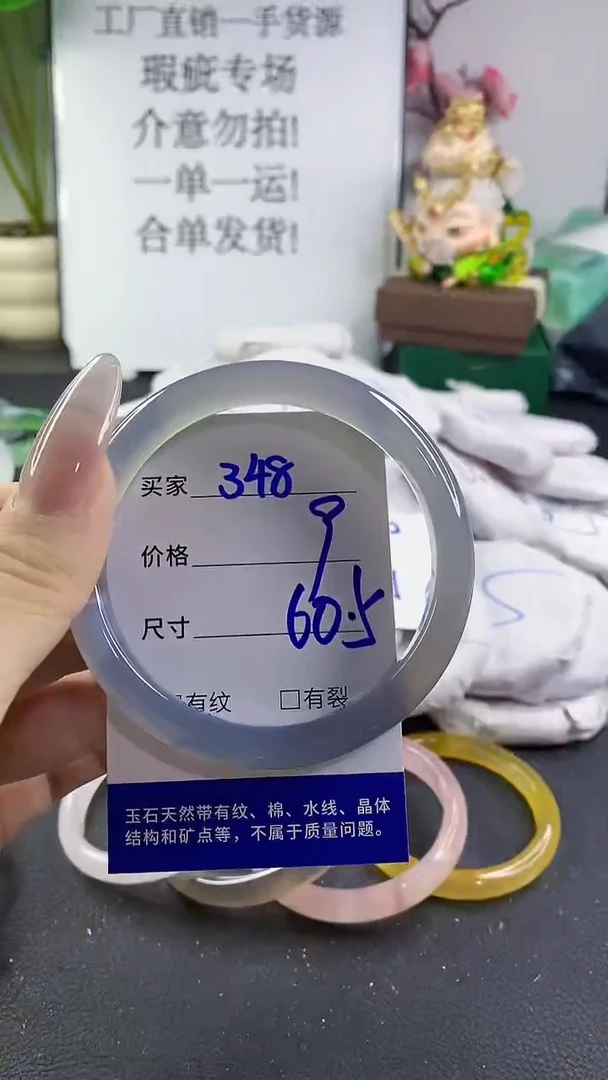 工厂直销一手货源
瑕疵专场
介意勿拍!
一单一运!
合单发货!
买家 348
价格
尺寸 60.5
有纹 □有裂
玉石天然带有纹、棉、水线、晶体
结构和矿点等，不属于质量问题。